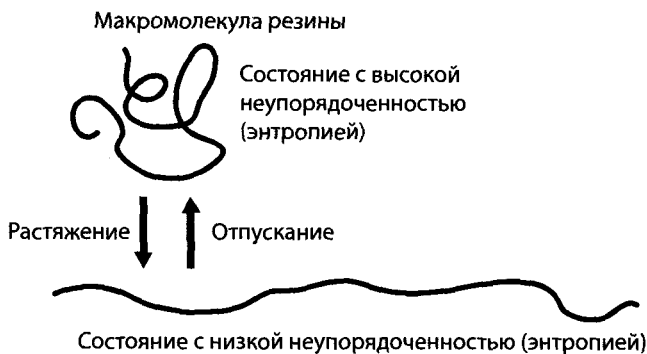 Макромолекула резины
Состояние с высокой
неупорядоченностью
(энтропией)
Растяжение
Отпускание
Состояние с низкой неупорядоченностью (энтропией)